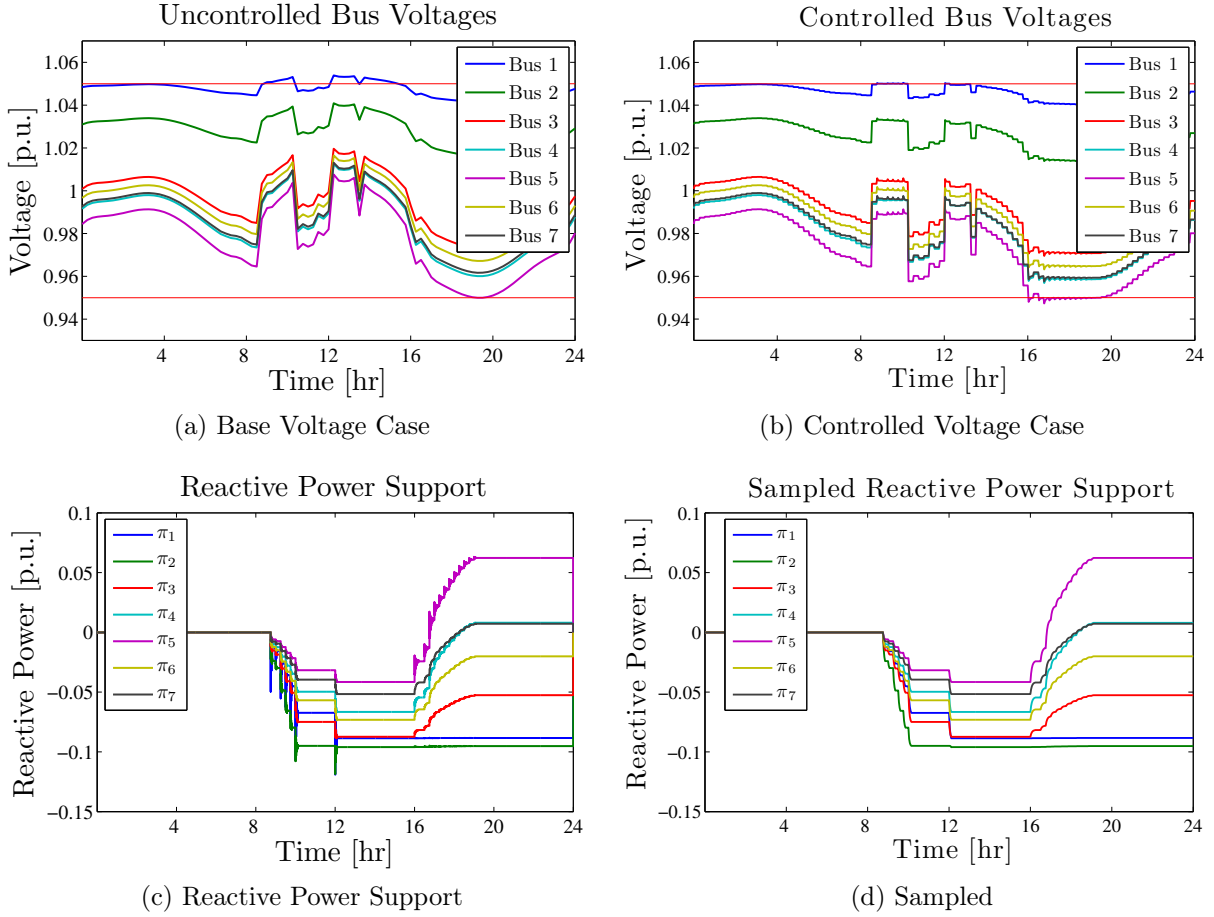 Uncontrolled Bus Voltages
Voltage [p.u.]
1.06
1.04
1.02
1
0.98
0.96
0.94
4
8
12
16
20
24
Time [hr]
Bus 1
Bus 2
Bus 3
Bus 4
Bus 5
Bus 6
Bus 7
(a) Base Voltage Case
Controlled Bus Voltages
Voltage [p.u.]
1.06
1.04
1.02
1
0.98
0.96
0.94
4
8
12
16
20
24
Time [hr]
Bus 1
Bus 2
Bus 3
Bus 4
Bus 5
Bus 6
Bus 7
(b) Controlled Voltage Case
Reactive Power Support
Reactive Power [p.u.]
0.1
0.05
0
−0.05
−0.1
−0.15
4
8
12
16
20
24
Time [hr]
π1
π2
π3
π4
π5
π6
π7
(c) Reactive Power Support
Sampled Reactive Power Support
Reactive Power [p.u.]
0.1
0.05
0
−0.05
−0.1
−0.15
4
8
12
16
20
24
Time [hr]
π1
π2
π3
π4
π5
π6
π7
(d) Sampled